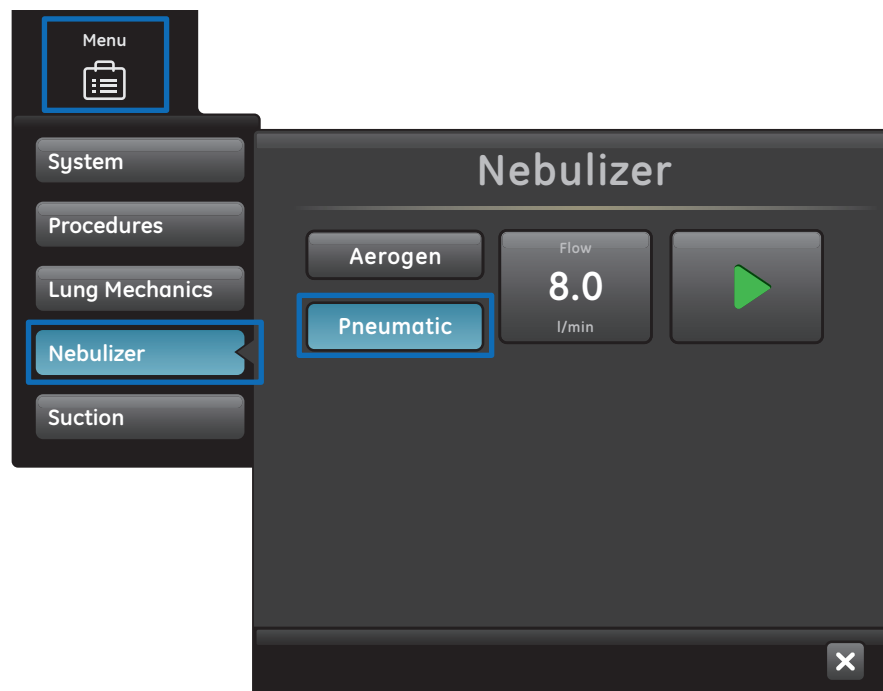 Menu
System
Procedures
Lung Mechanics
Nebulizer
Suction
Nebulizer
Aerogen
Pneumatic
Flow
8.0
l/min